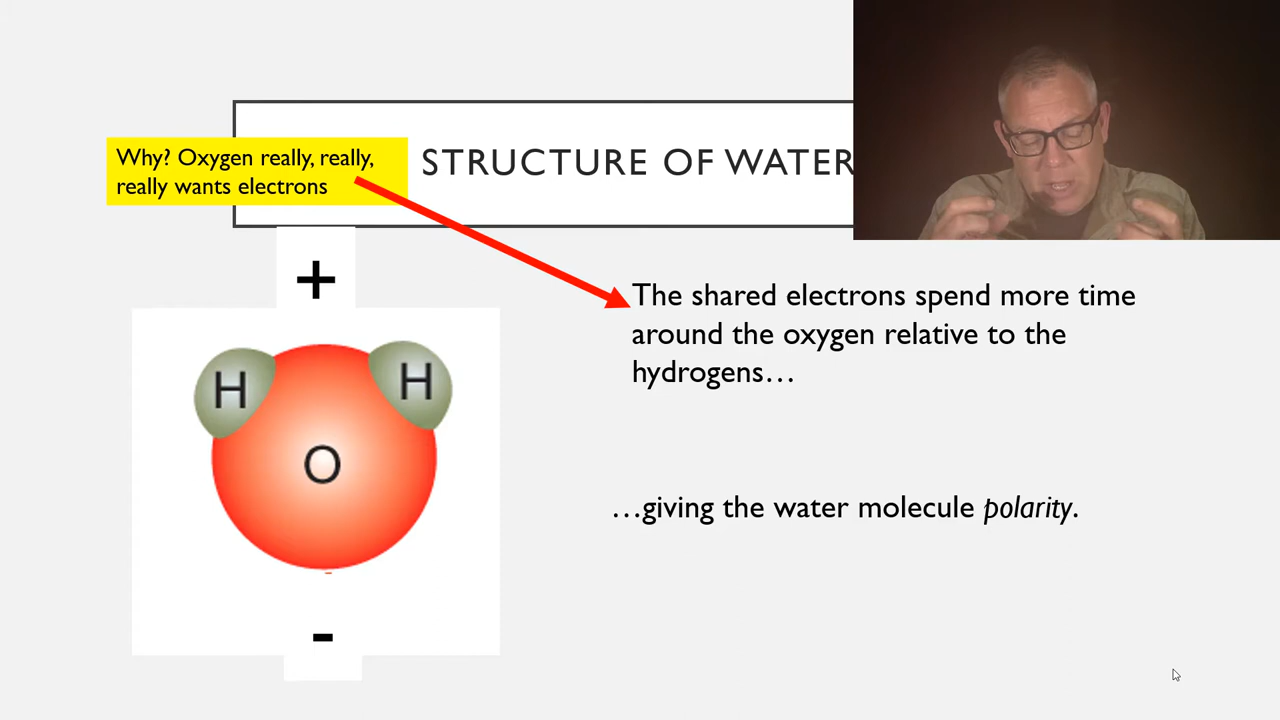 Why? Oxygen really, really,
really wants electrons
STRUCTURE OF WATER
+
The shared electrons spend more time
around the oxygen relative to the
hydrogens…
H
H
O
…giving the water molecule polarity.
-